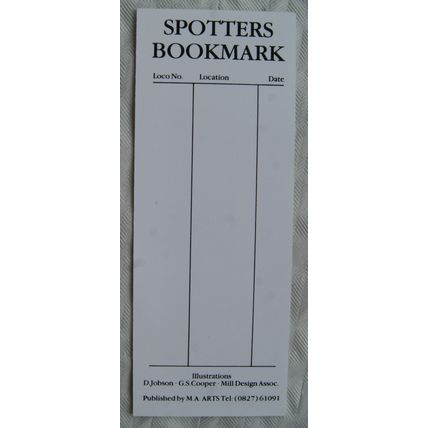 SPOTTERS
BOOKMARK
Loco No. Location Date
Illustrations
D.Jobson - G.S.Cooper - Mill Design Assoc.
Published by M.A. ARTS Tel: (0827) 61091